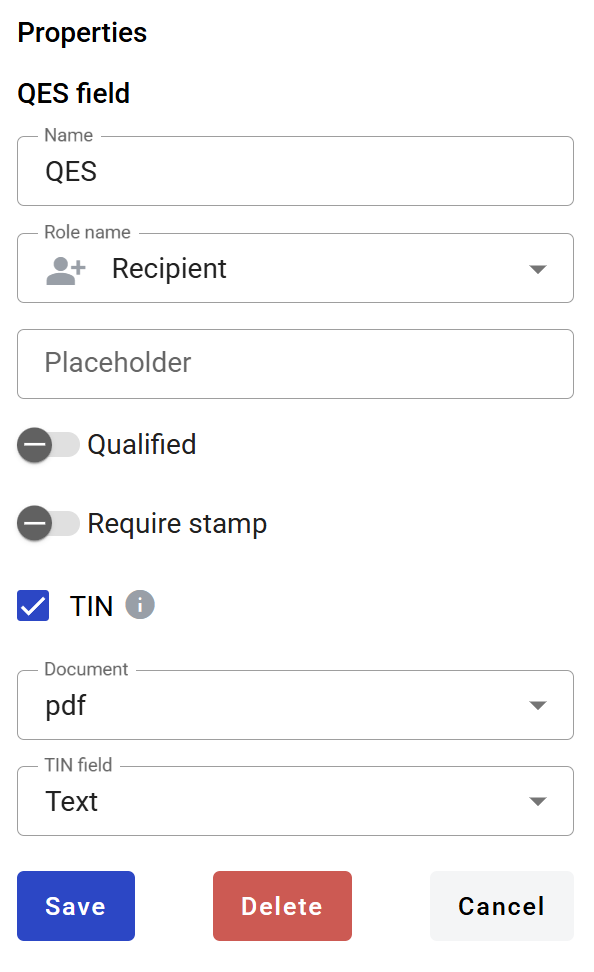 Properties
QES field
Name
QES
Role name
Recipient
Placeholder
Qualified
Require stamp
TIN
Document
pdf
TIN field
Text
Save Delete Cancel